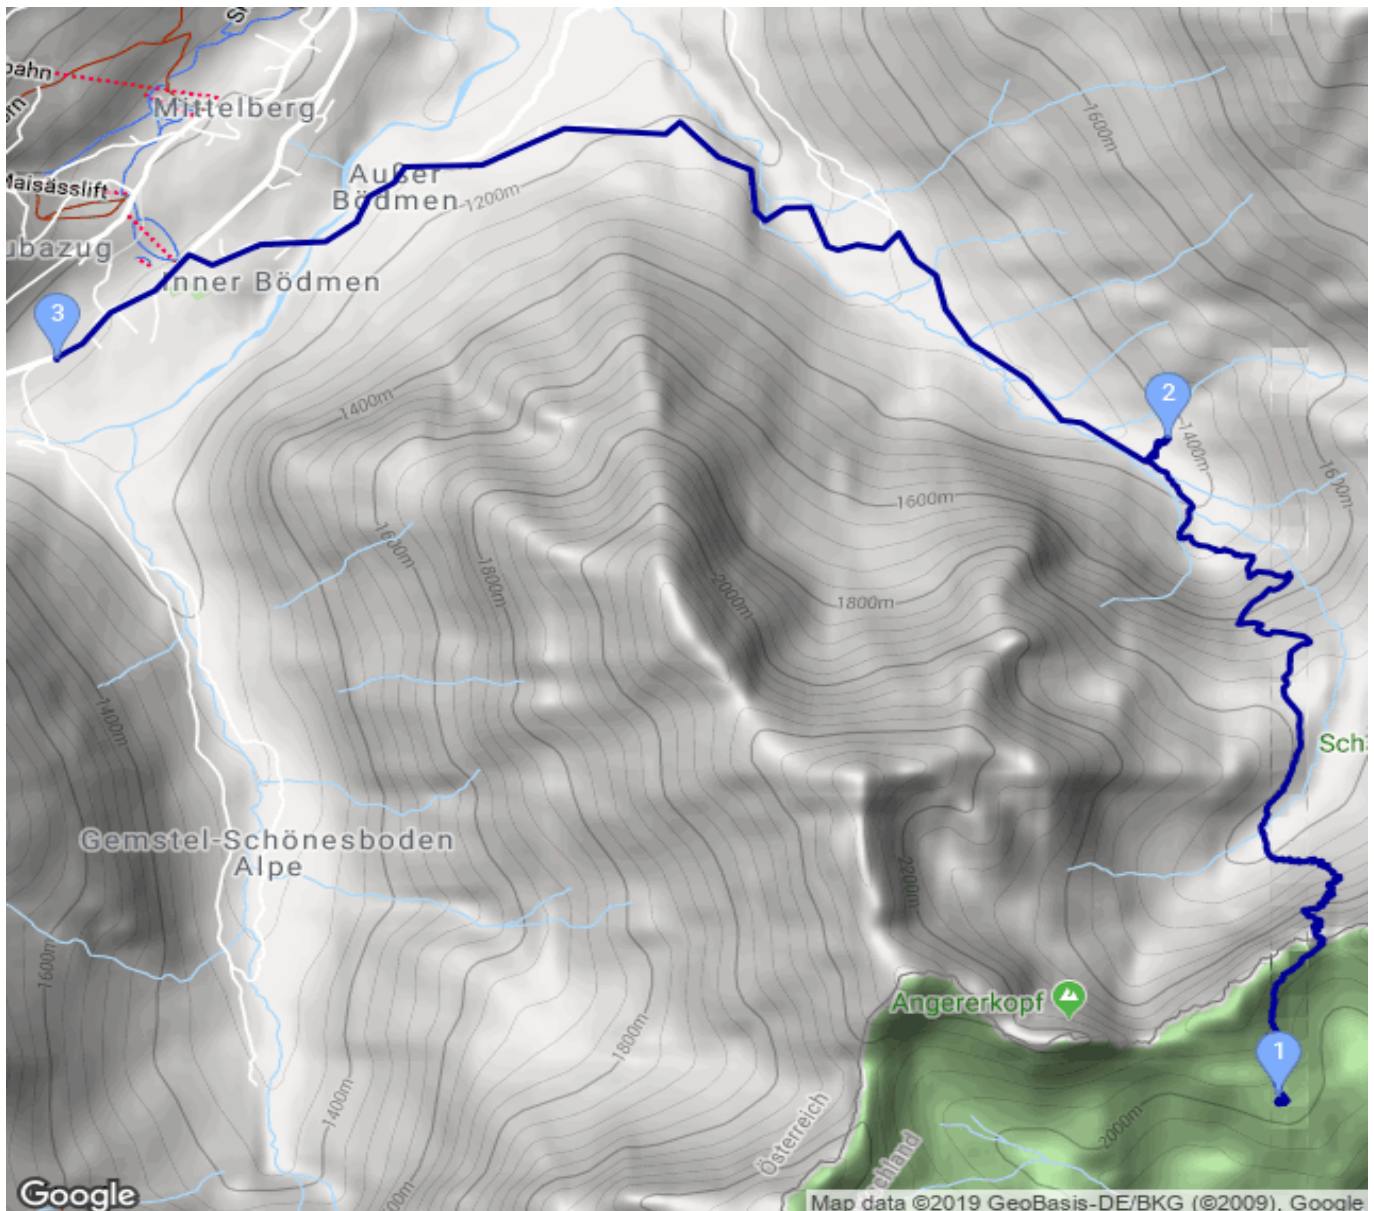 Mittelberg
Maisässlift
Außer
Bödmen
1200m
Inner Bödmen
3
1600m
2
1400m
1600m
1400m
1600m
1600m
1800m
2000m
1800m
1400m
Gemstel-Schönesboden
Alpe
2200m
1600m
Angererkopf
1
1800m
1400m
2000m
Österreich
Google
Map data ©2019 GeoBasis-DE/BKG (©2009), Google